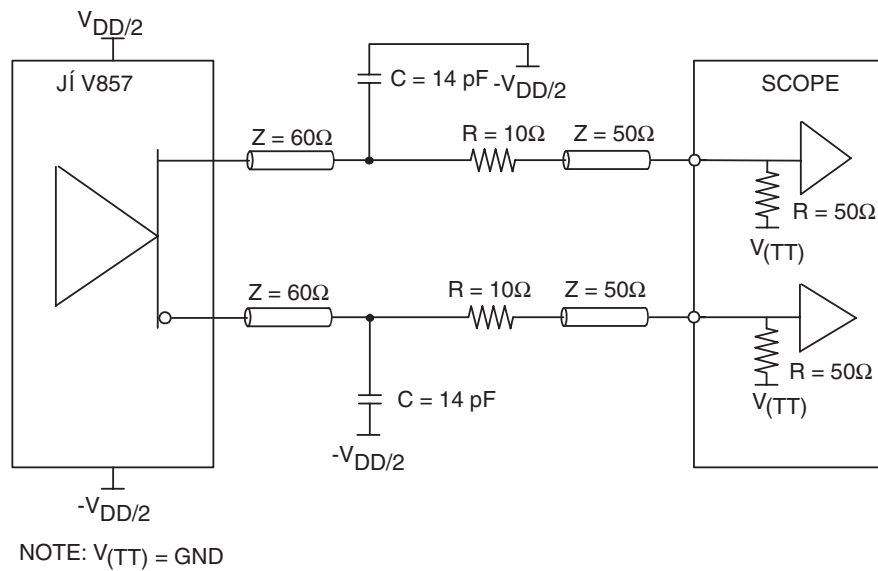 VDD/2
JÍ V857
C = 14 pF
-VDD/2
SCOPE
Z = 60Ω
R = 10Ω
Z = 50Ω
R = 50Ω
V(TT)
Z = 60Ω
R = 10Ω
Z = 50Ω
R = 50Ω
V(TT)
C = 14 pF
-VDD/2
-VDD/2
NOTE: V(TT) = GND